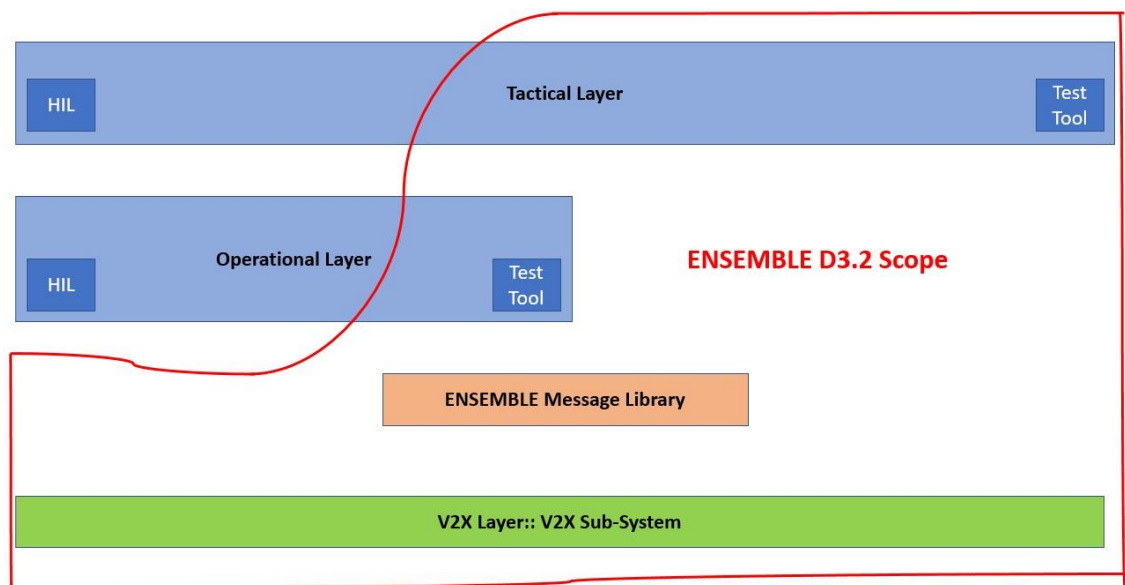 Tactical Layer
HIL
Test
Tool
Operational Layer
HIL
Test
Tool
ENSEMBLE D3.2 Scope
ENSEMBLE Message Library
V2X Layer:: V2X Sub-System